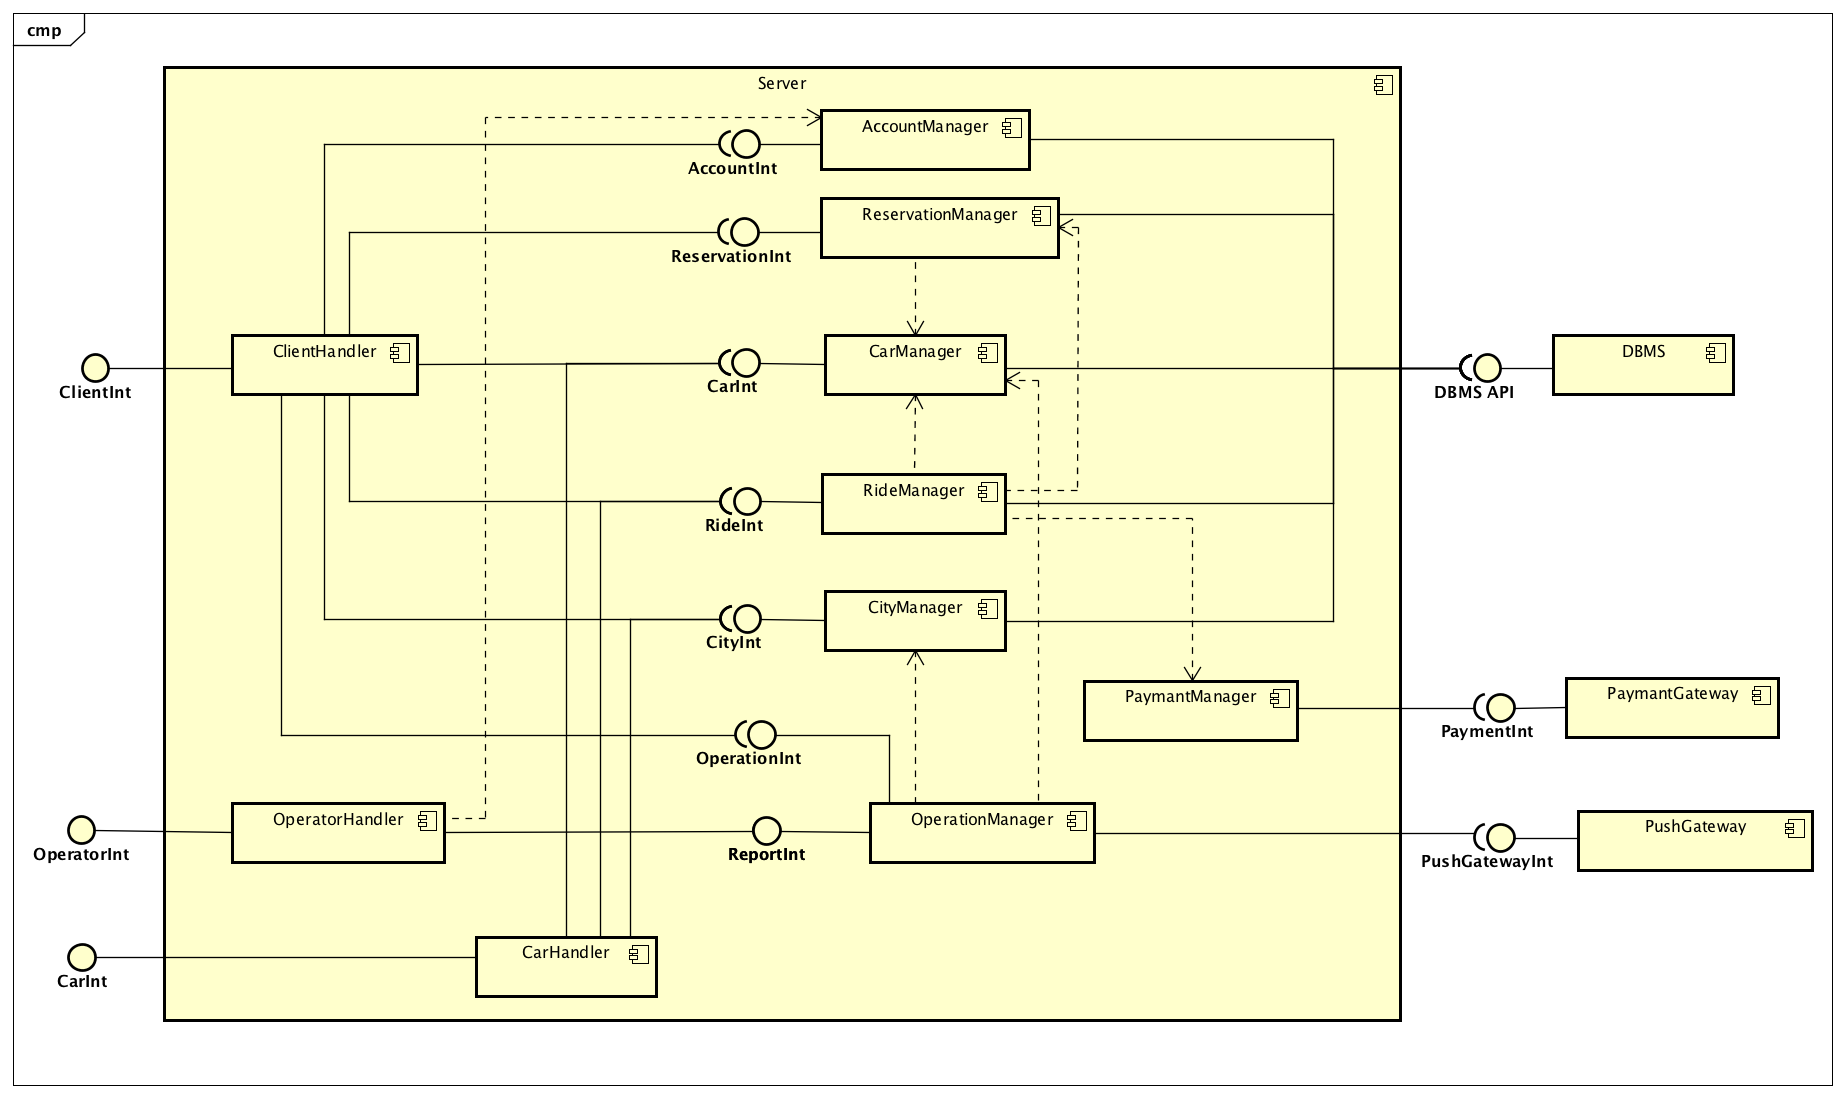 cmp
Server
AccountManager
AccountInt
ReservationManager
ReservationInt
ClientHandler
CarManager
DBMS
ClientInt
CarInt
DBMS API
RideManager
RideInt
CityManager
CityInt
PaymantManager
PaymantGateway
PaymentInt
OperationInt
OperatorHandler
OperationManager
PushGateway
OperatorInt
ReportInt
PushGatewayInt
CarHandler
CarInt